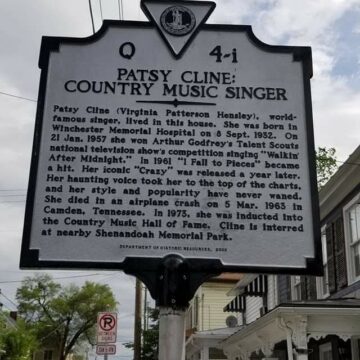 Q 4-i
PATSY CLINE:
COUNTRY MUSIC SINGER
Patsy Cline (Virginia Patterson Hensley), world-
famous singer, lived in this house. She was born in
Winchester Memorial Hospital on 8 Sept. 1932. On
21 Jan. 1957 she won Arthur Godfrey's Talent Scouts
national television show's competition singing "Walkin'
After Midnight." In 1961 "I Fall to Pieces" became
a hit. Her iconic "Crazy" was released a year later.
Her haunting voice took her to the top of the charts,
and her style and popularity have never waned.
She died in an airplane crash on 5 Mar. 1963 in
Camden, Tennessee. In 1973, she was inducted into
the Country Music Hall of Fame. Cline is interred
at nearby Shenandoah Memorial Park.
DEPARTMENT OF HISTORIC RESOURCES, 2005
P